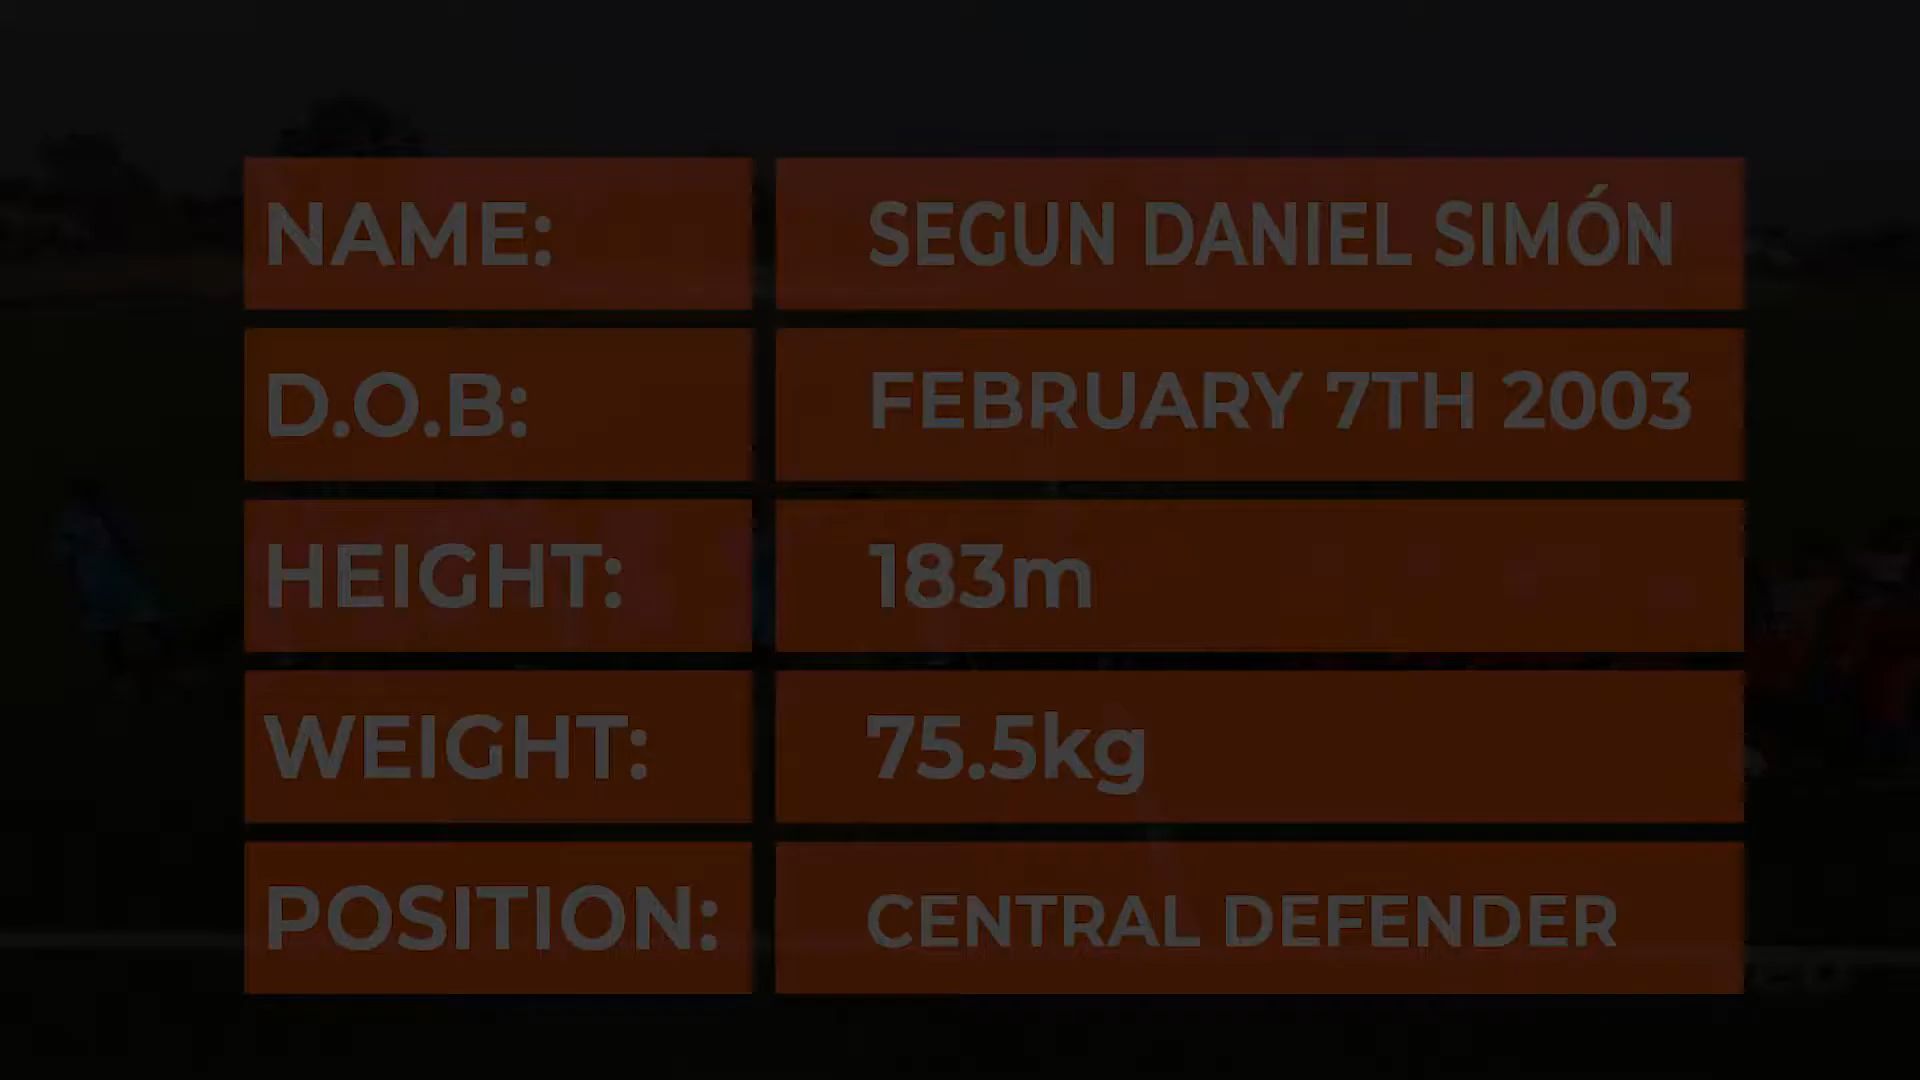 NAME: SEGUN DANIEL SIMÓN
D.O.B: FEBRUARY 7TH 2003
HEIGHT: 183m
WEIGHT: 75.5kg
POSITION: CENTRAL DEFENDER